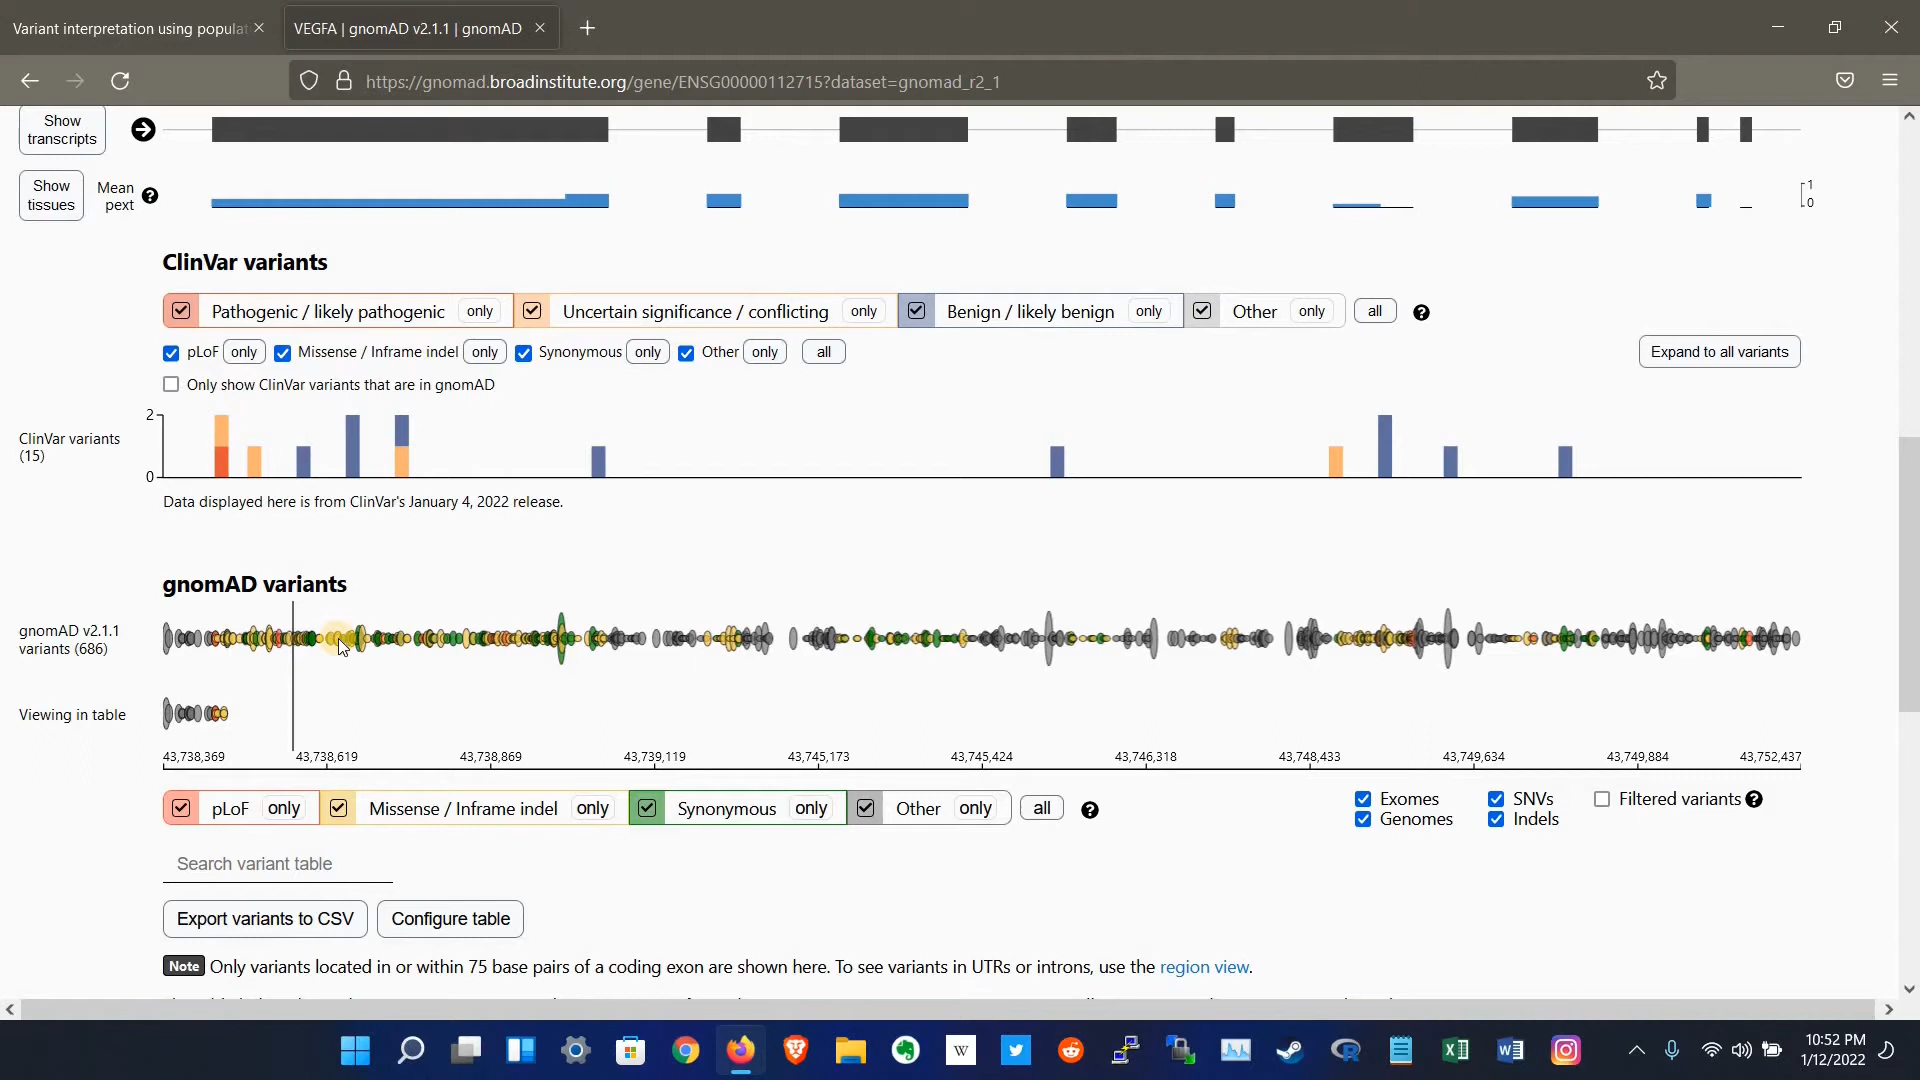 Variant interpretation using populat
VEGFA | gnomAD v2.1.1 | gnomAD
https://gnomad.broadinstitute.org/gene/ENSG00000112715?dataset=gnomad_r2_1
Show
transcripts
Show
tissues
Mean
pext
1
0
ClinVar variants
Pathogenic / likely pathogenic only Uncertain significance / conflicting only Benign / likely benign only Other only all
pLoF only Missense / Inframe indel only Synonymous only Other only all
Expand to all variants
Only show ClinVar variants that are in gnomAD
2
ClinVar variants
(15)
0
Data displayed here is from ClinVar's January 4, 2022 release.
gnomAD variants
gnomAD v2.1.1
variants (686)
Viewing in table
43,738,369 43,738,619 43,738,869 43,739,119 43,745,173 43,745,424 43,746,318 43,748,433 43,749,634 43,749,884 43,752,437
pLoF only Missense / Inframe indel only Synonymous only Other only all
Exomes SNVs Filtered variants
Genomes Indels
Search variant table
Export variants to CSV Configure table
Note Only variants located in or within 75 base pairs of a coding exon are shown here. To see variants in UTRs or introns, use the region view.
10:52 PM
1/12/2022